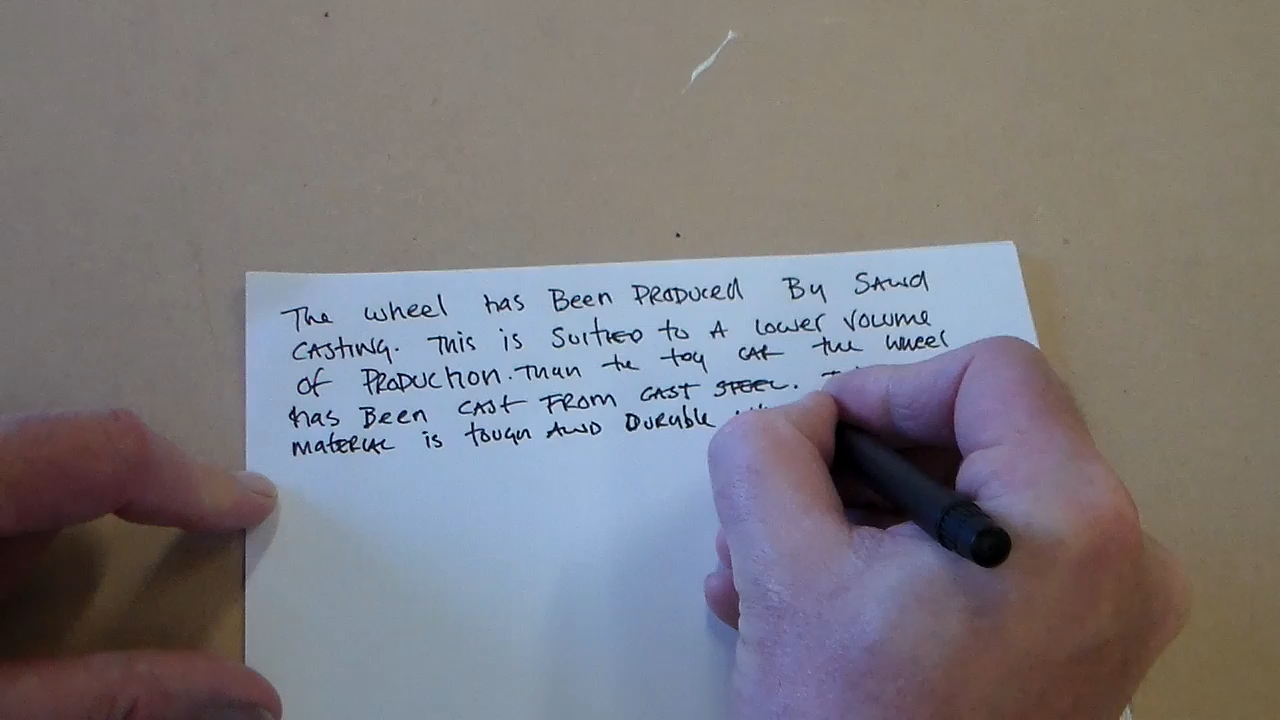 The wheel has Been PRODUCED By SAND
CASTING. This is Suited to A lower Volume
of PRODUCtion. Than the toy CAR the wheel
has Been CAST FROM CAST STEEL.
MATERIAL is tough AND DURABLE